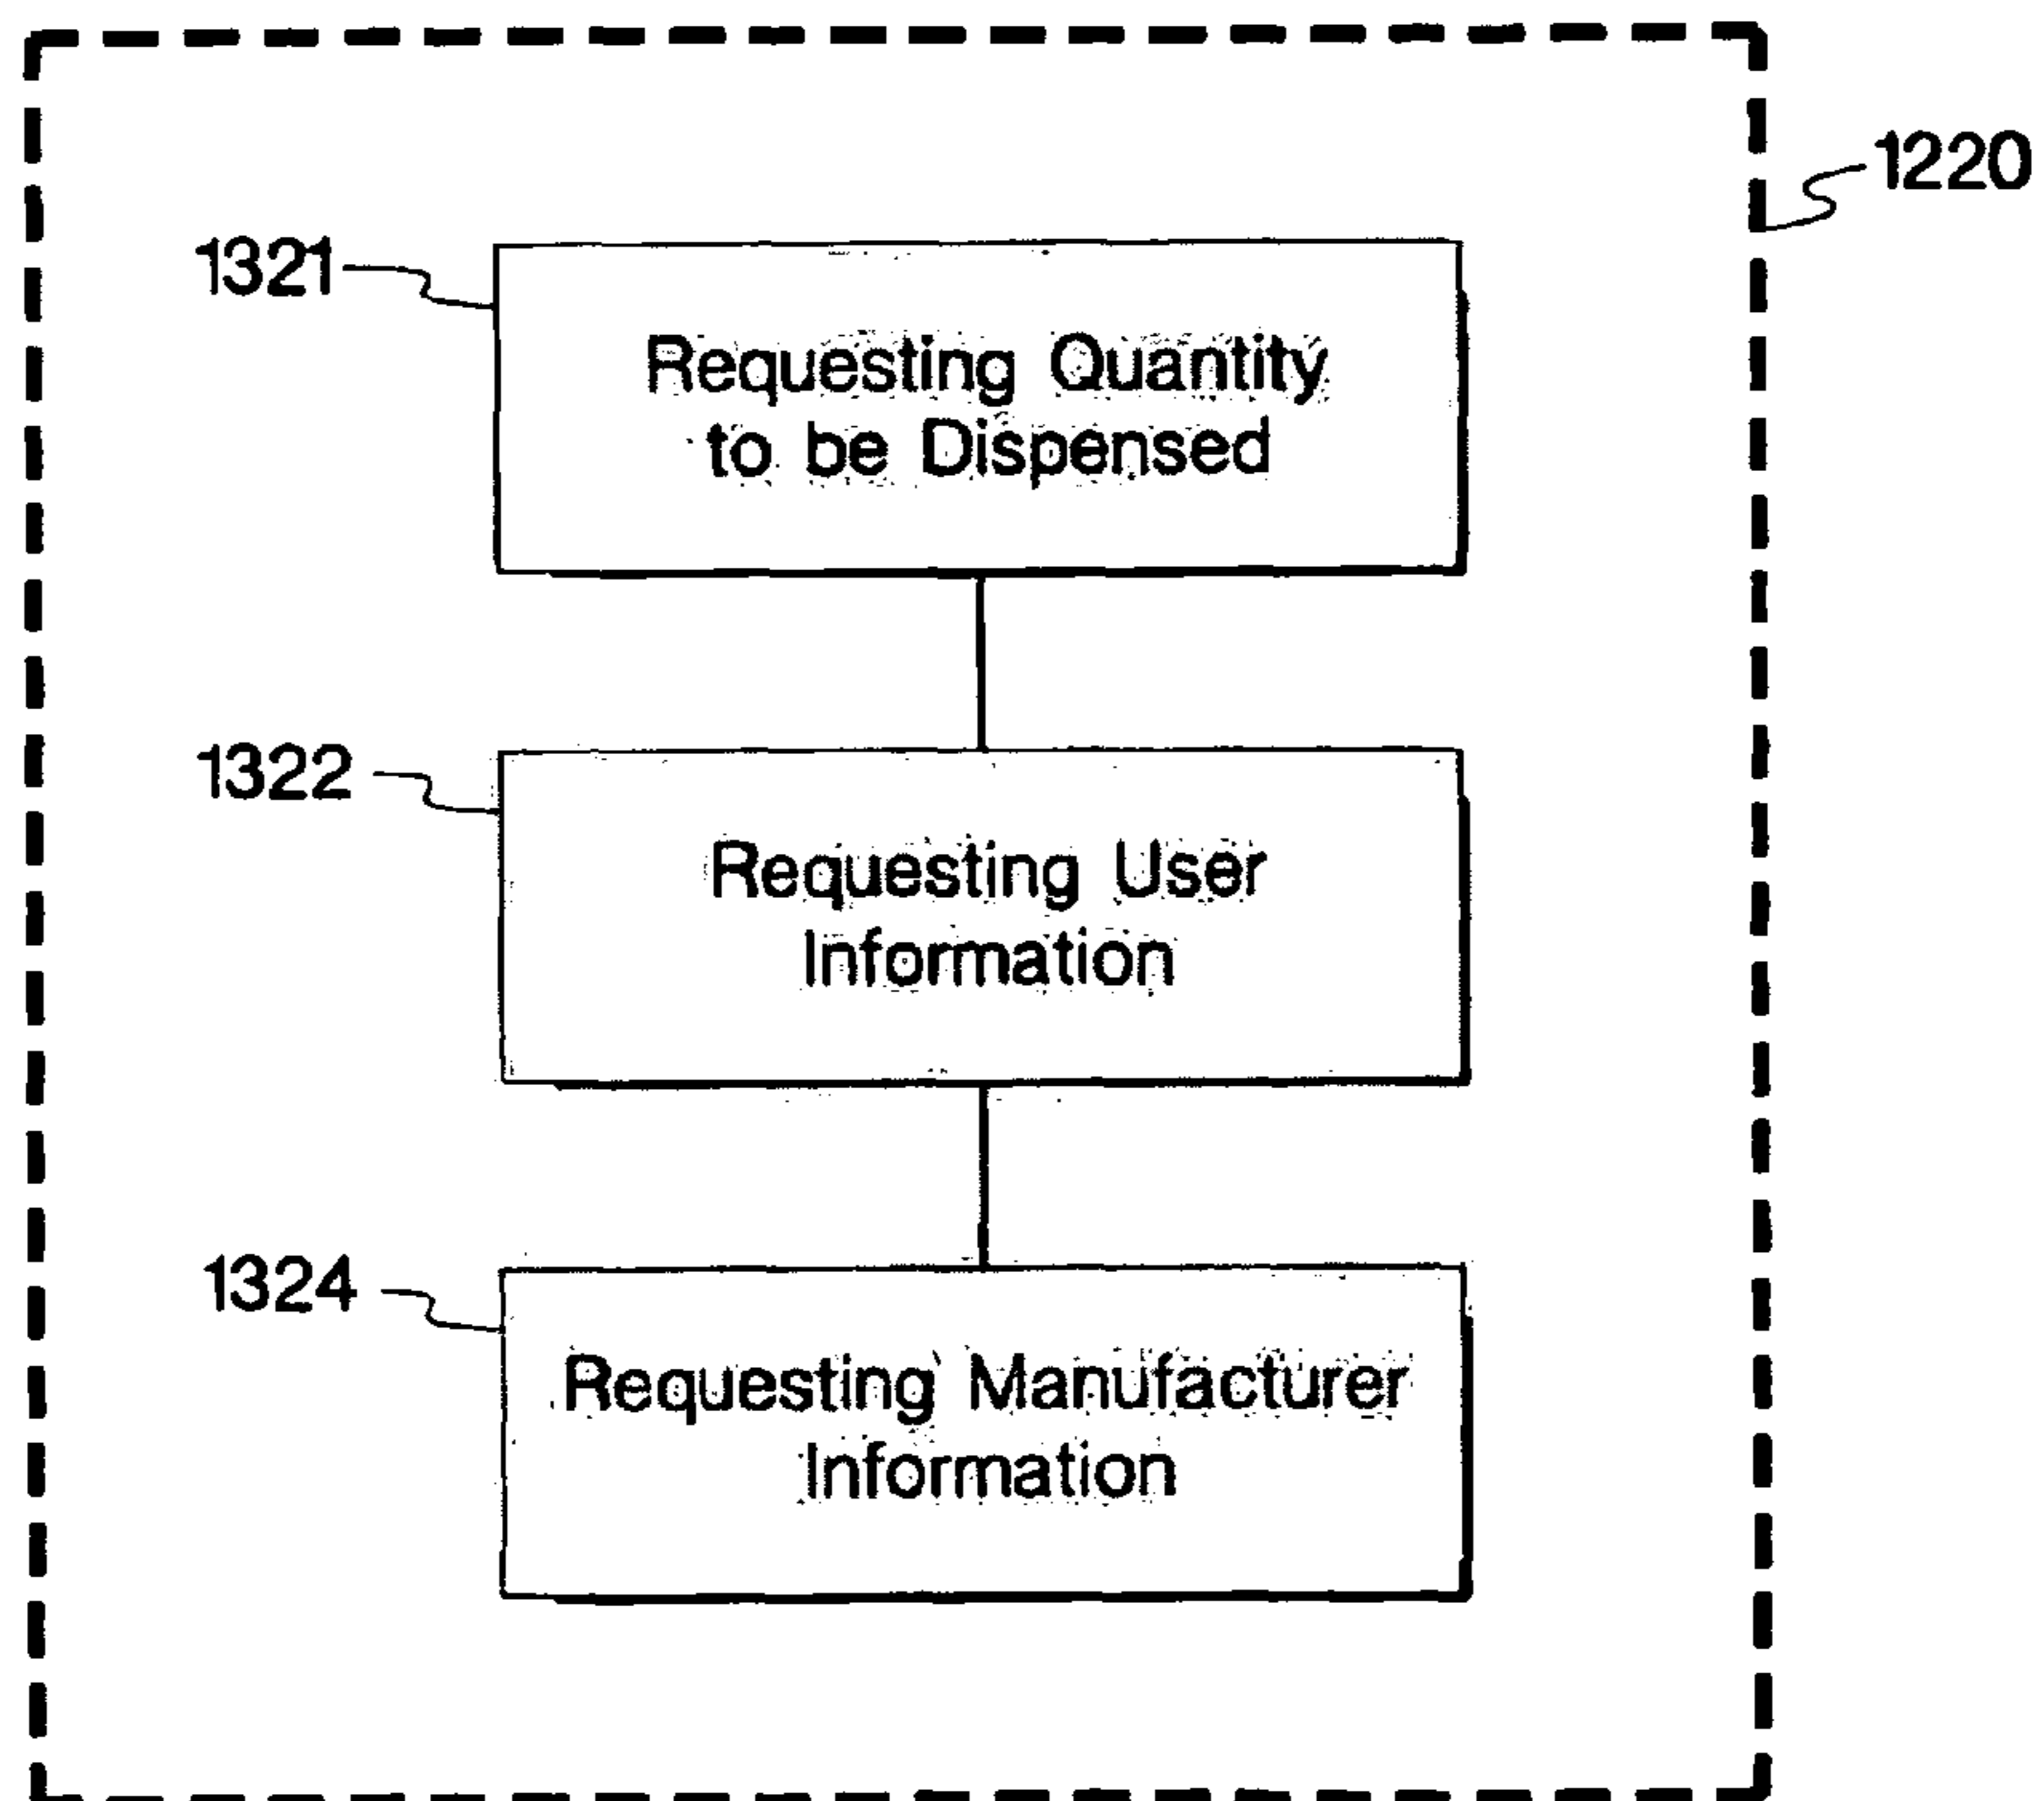 1220
1321
Requesting Quantity
to be Dispensed
1322
Requesting User
Information
1324
Requesting Manufacturer
Information